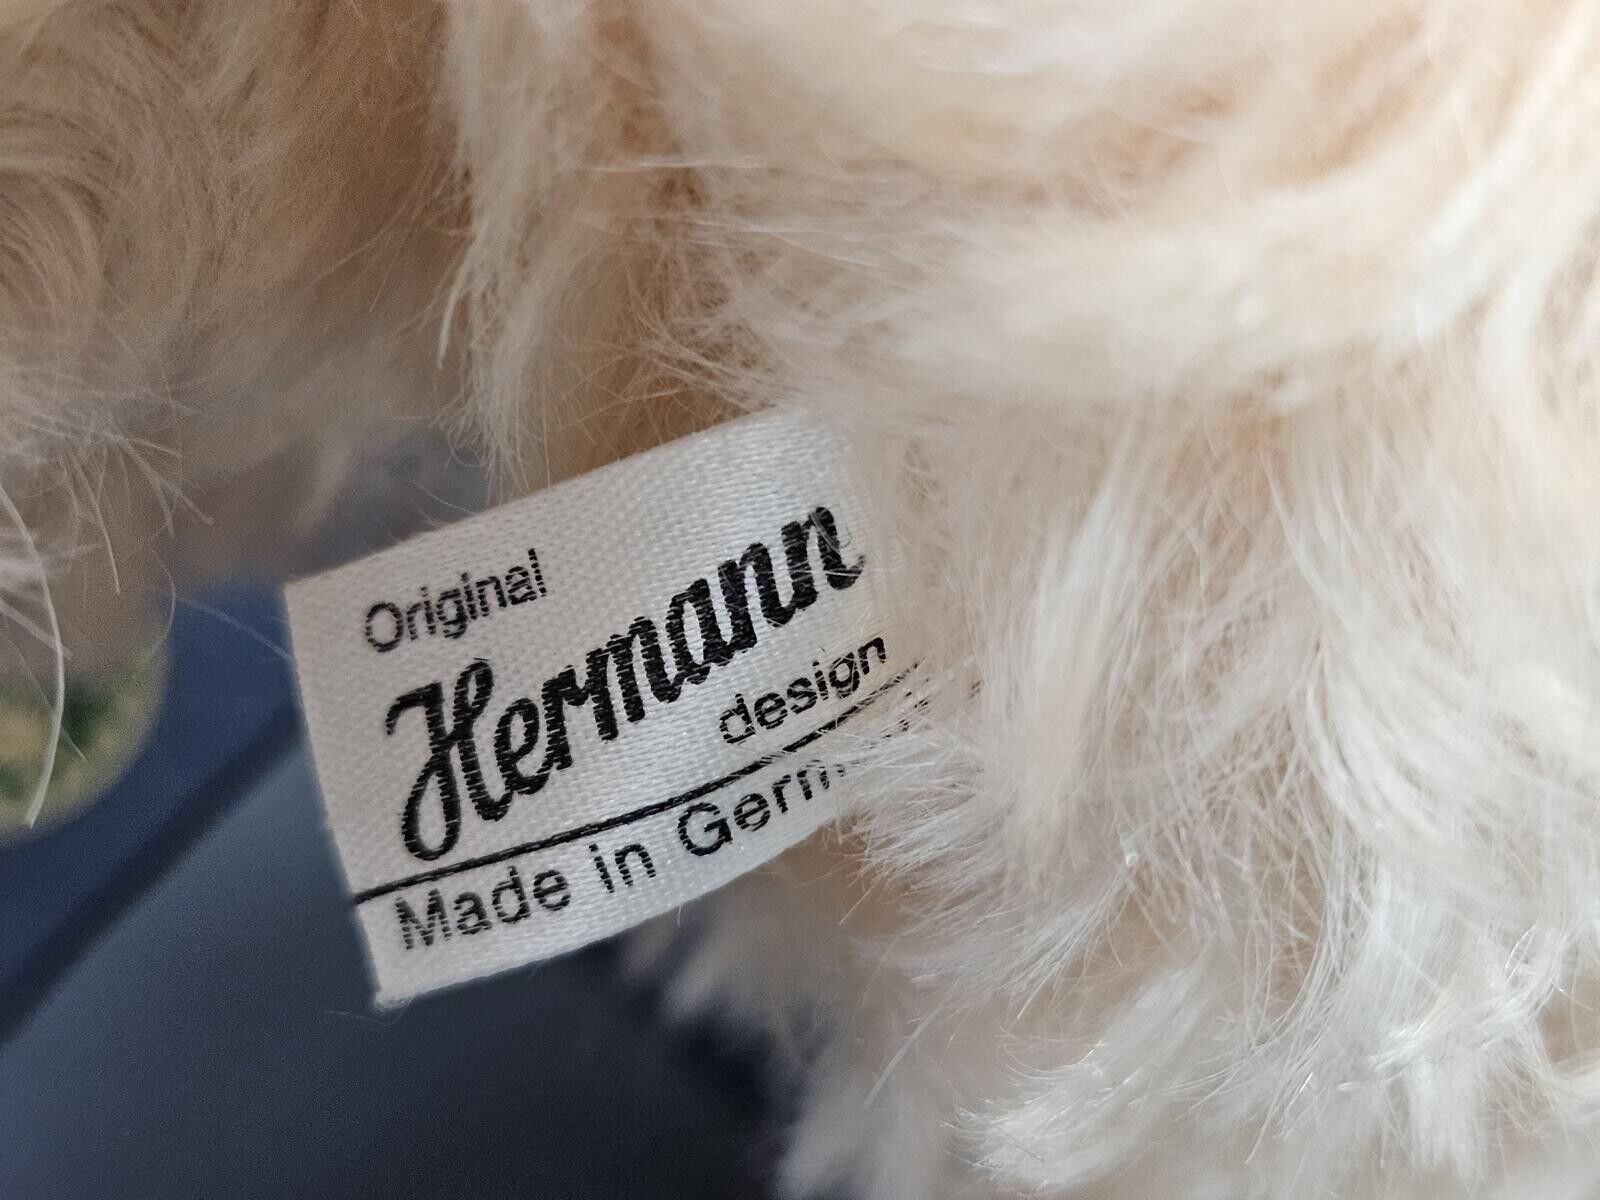 Original
Hermann
design
Made in Germ